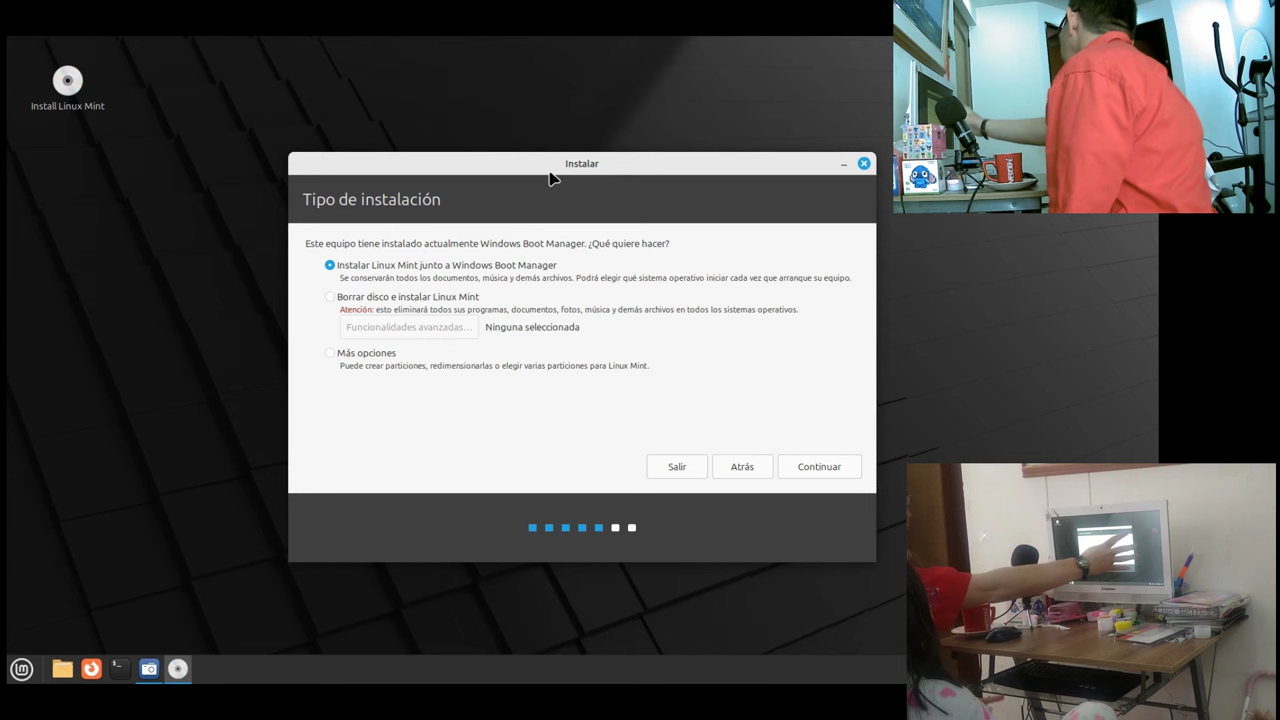 Install Linux Mint
Instalar
Tipo de instalación
Este equipo tiene instalado actualmente Windows Boot Manager. ¿Qué quiere hacer?
Instalar Linux Mint junto a Windows Boot Manager
Se conservarán todos los documentos, música y demás archivos. Podrá elegir qué sistema operativo iniciar cada vez que arranque su equipo.
Borrar disco e instalar Linux Mint
Atención: esto eliminará todos sus programas, documentos, fotos, música y demás archivos en todos los sistemas operativos.
Funcionalidades avanzadas... Ninguna seleccionada
Más opciones
Puede crear particiones, redimensionarlas o elegir varias particiones para Linux Mint.
Salir Atrás Continuar